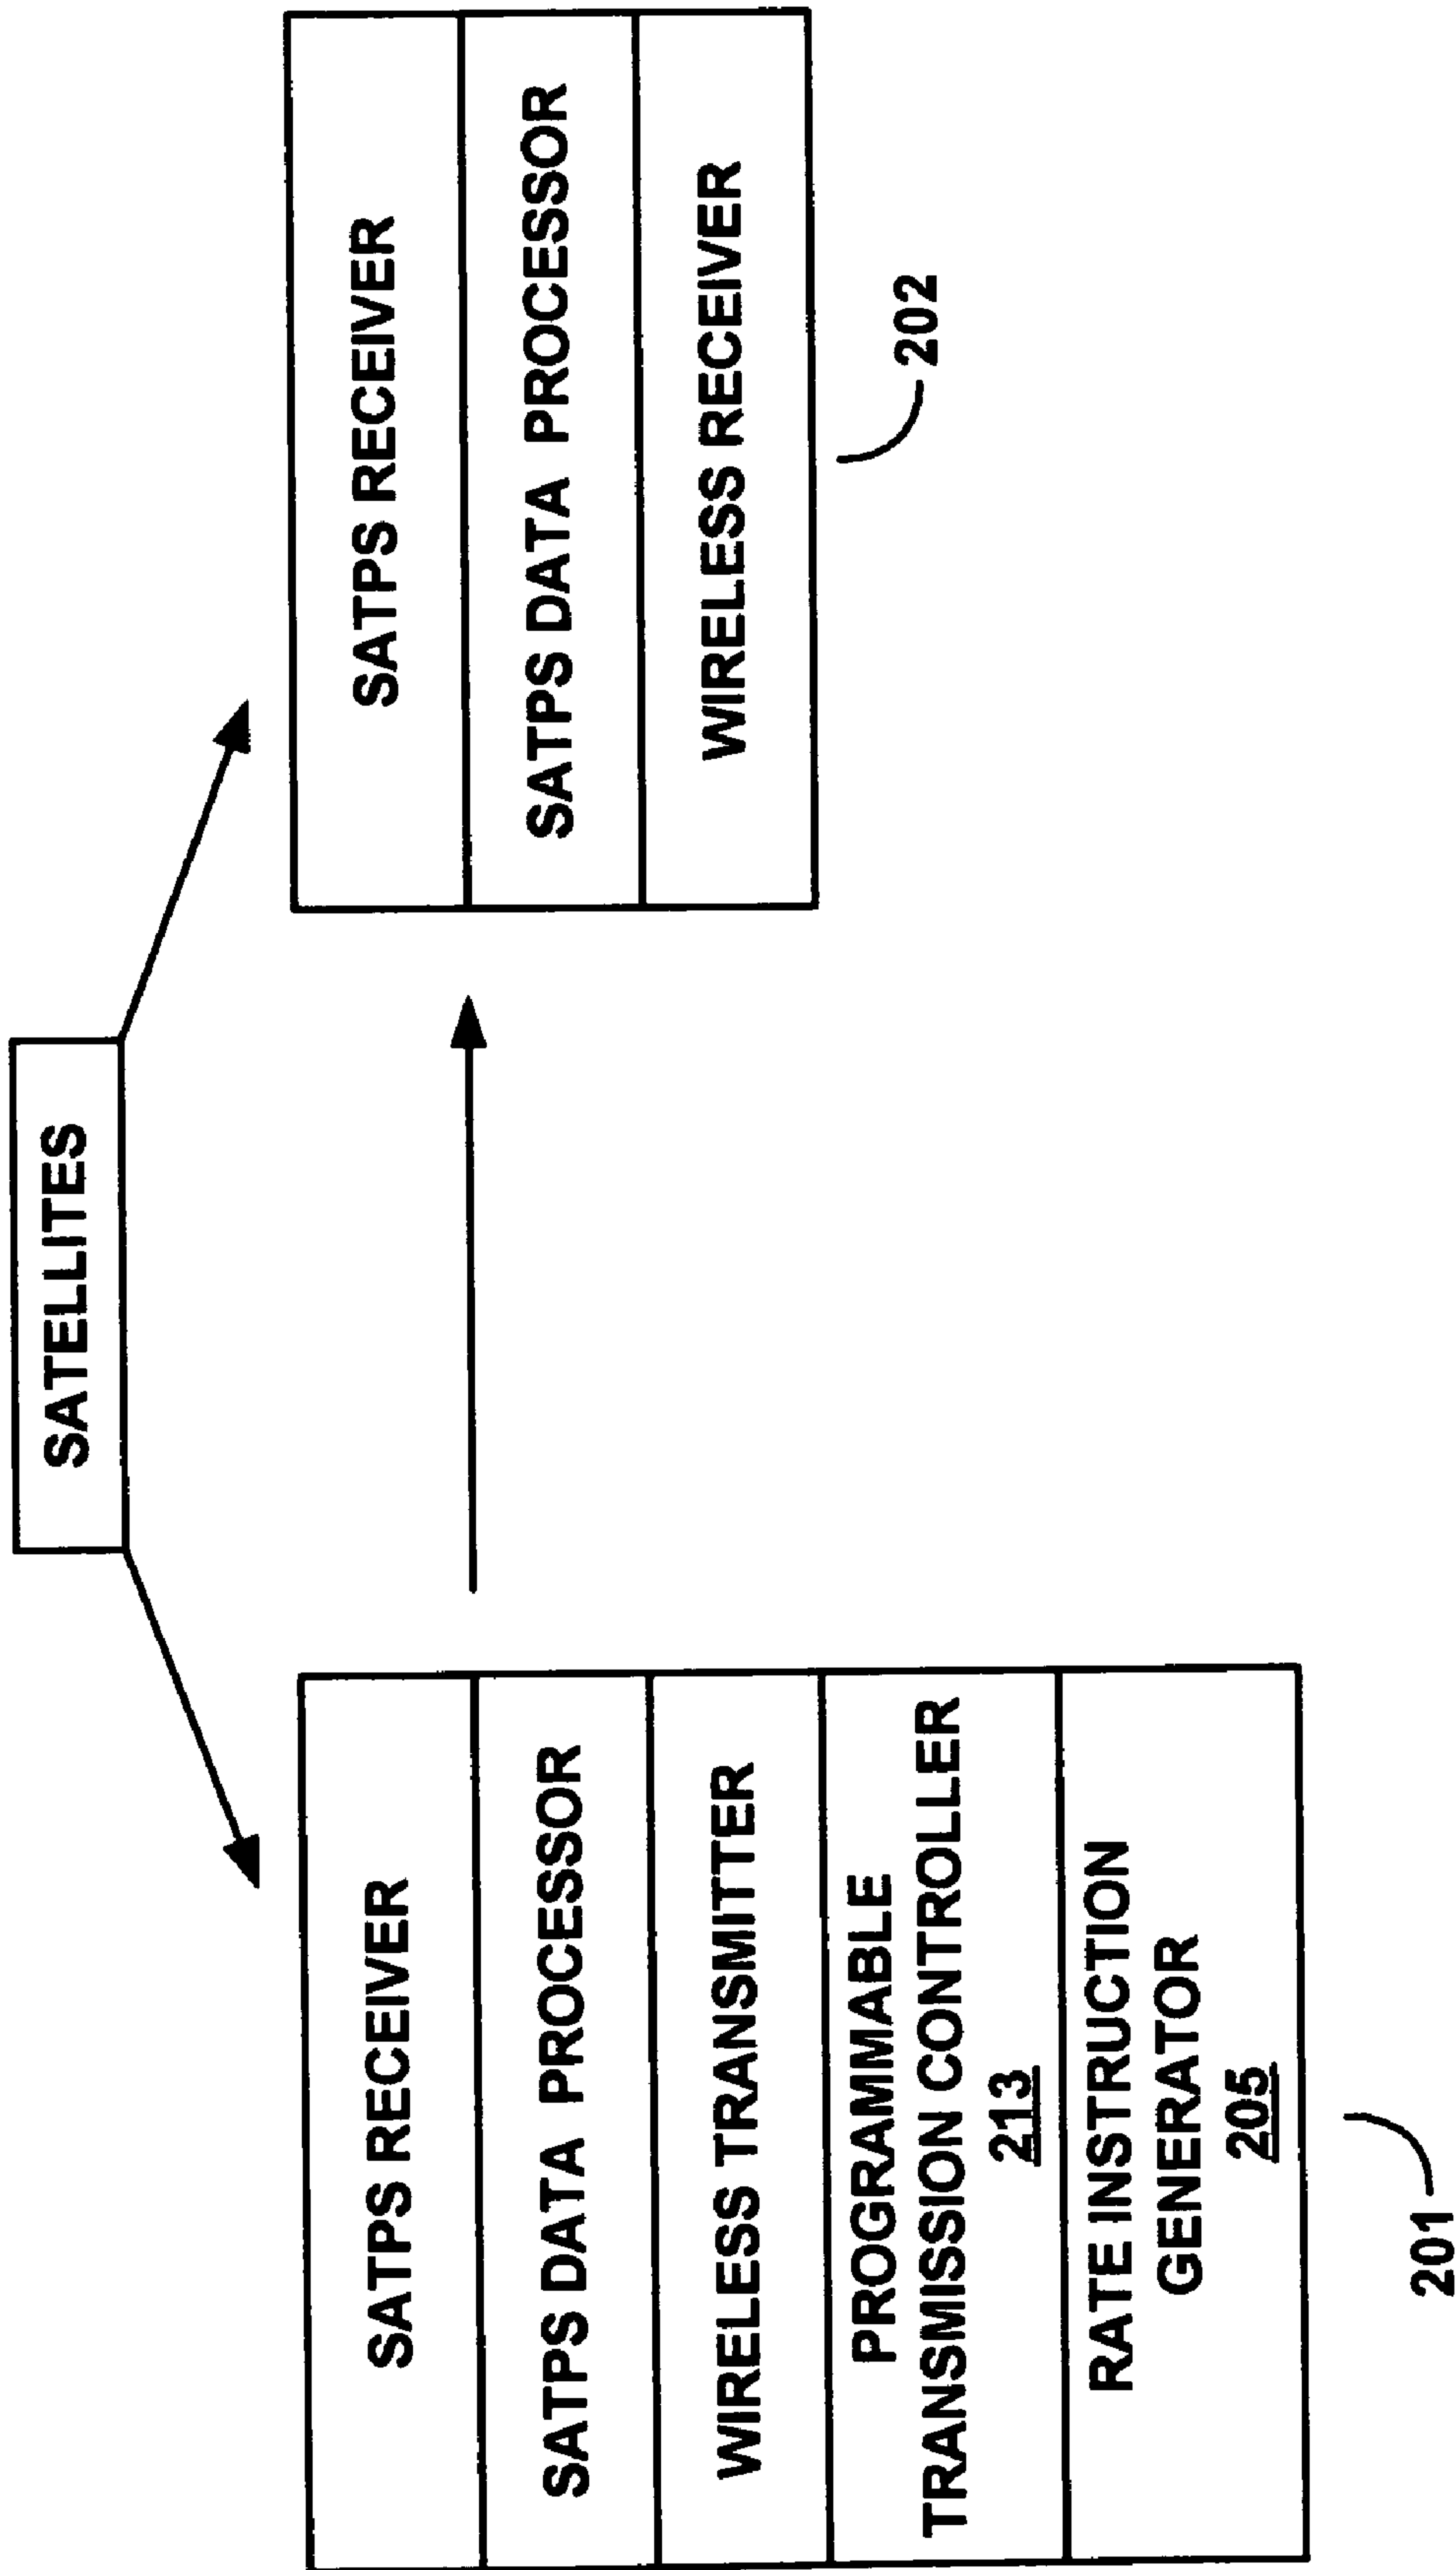 SATELLITES
SATPS RECEIVER
SATPS DATA PROCESSOR
WIRELESS TRANSMITTER
PROGRAMMABLE
TRANSMISSION CONTROLLER
213
RATE INSTRUCTION
GENERATOR
205
201
SATPS RECEIVER
SATPS DATA PROCESSOR
WIRELESS RECEIVER
202